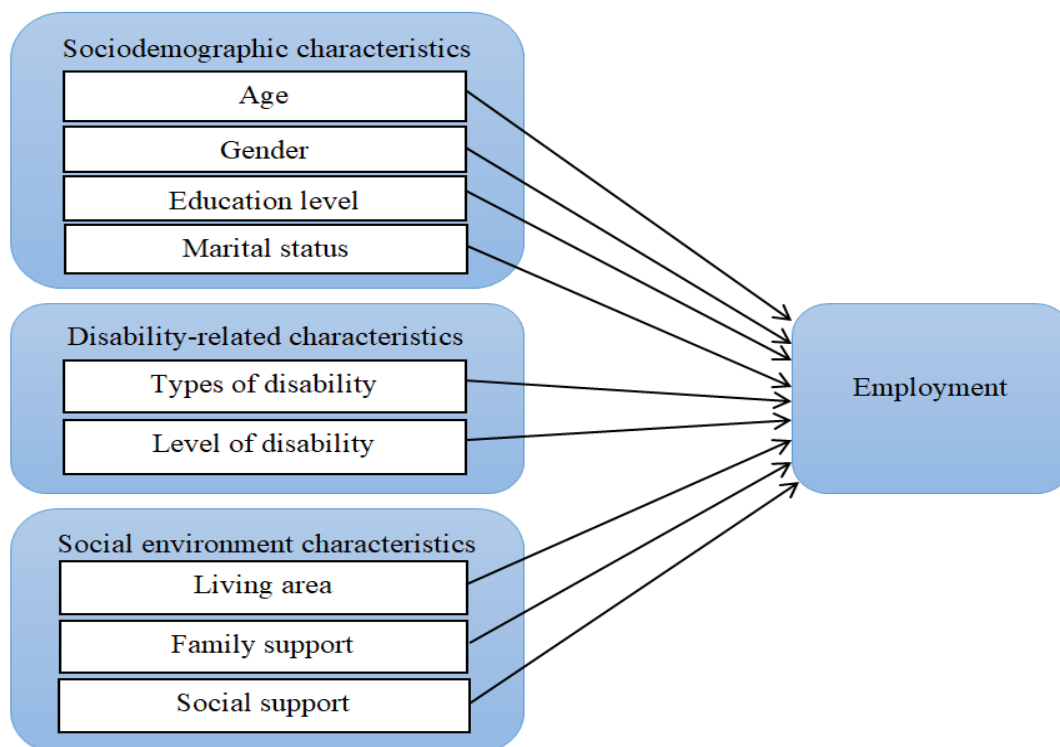 Sociodemographic characteristics
Age
Gender
Education level
Marital status
Disability-related characteristics
Types of disability
Level of disability
Social environment characteristics
Living area
Family support
Social support
Employment